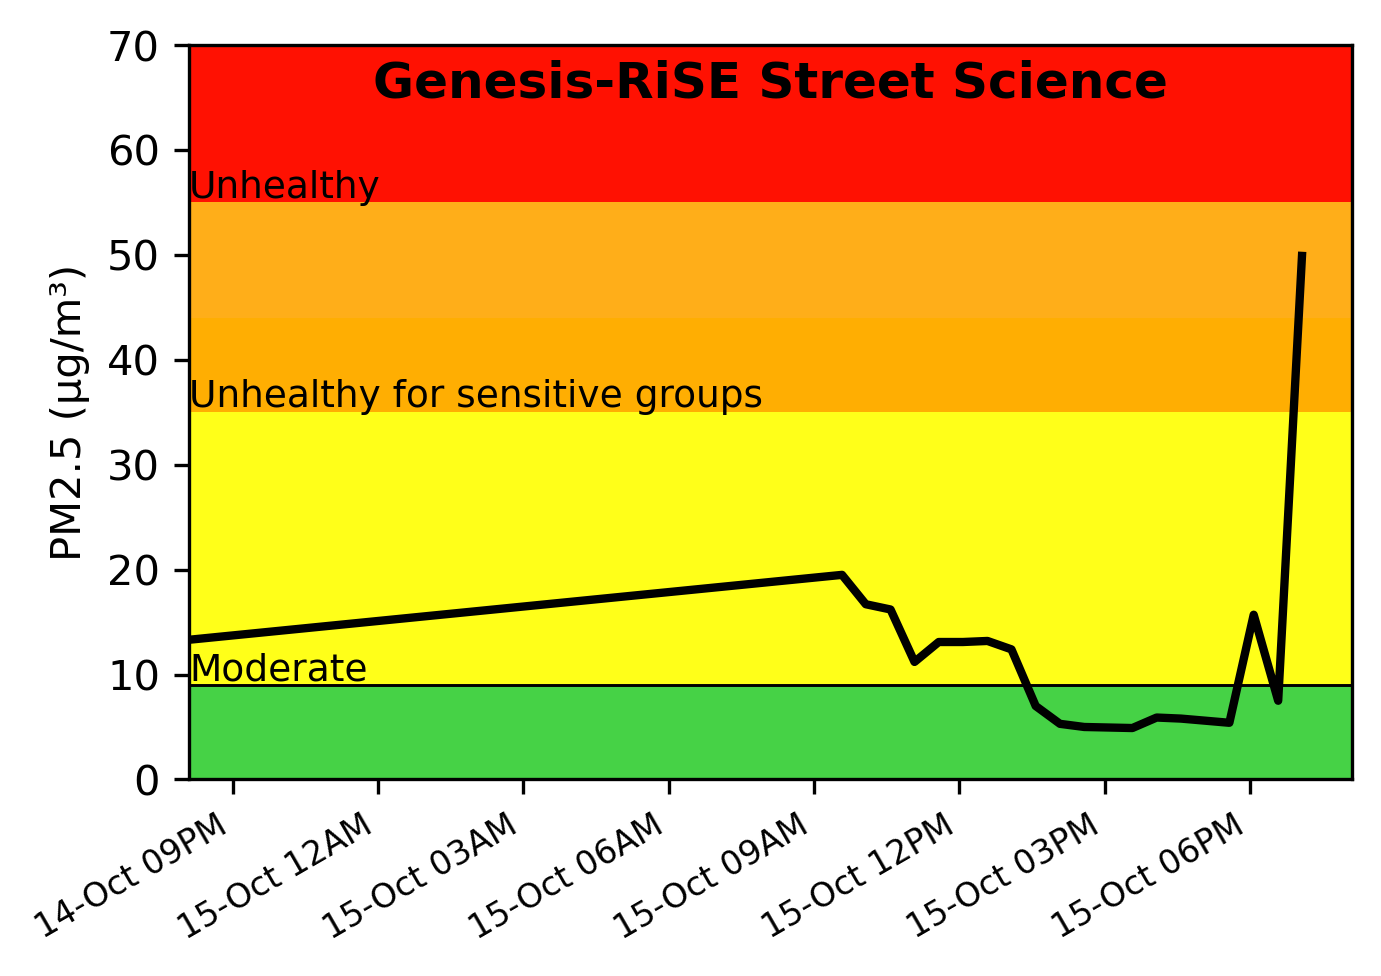 Genesis-RiSE Street Science
PM2.5 (µg/m³)
70
60
50
40
30
20
10
0
Unhealthy
Unhealthy for sensitive groups
Moderate
14-Oct 09PM
15-Oct 12AM
15-Oct 03AM
15-Oct 06AM
15-Oct 09AM
15-Oct 12PM
15-Oct 03PM
15-Oct 06PM